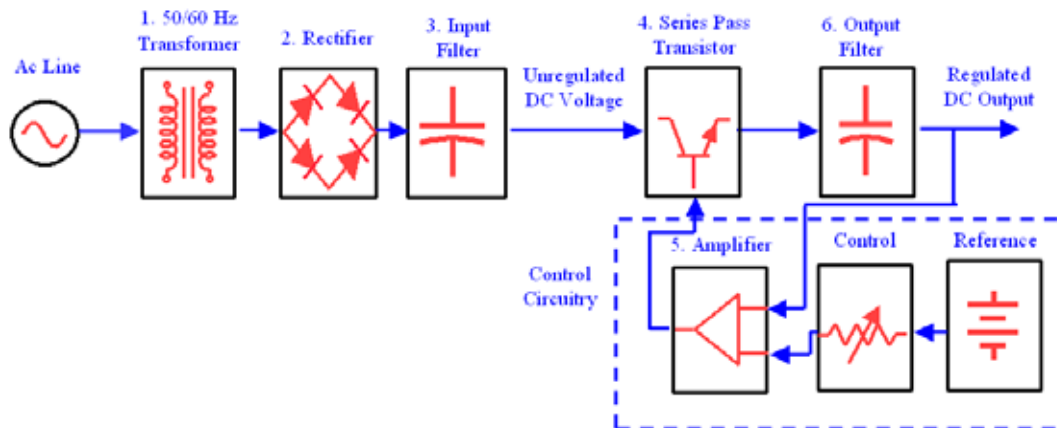 1. 50/60 Hz
Transformer
2. Rectifier
3. Input
Filter
4. Series Pass
Transistor
6. Output
Filter
Ac Line
Unregulated
DC Voltage
Regulated
DC Output
5. Amplifier
Control
Reference
Control
Circuitry